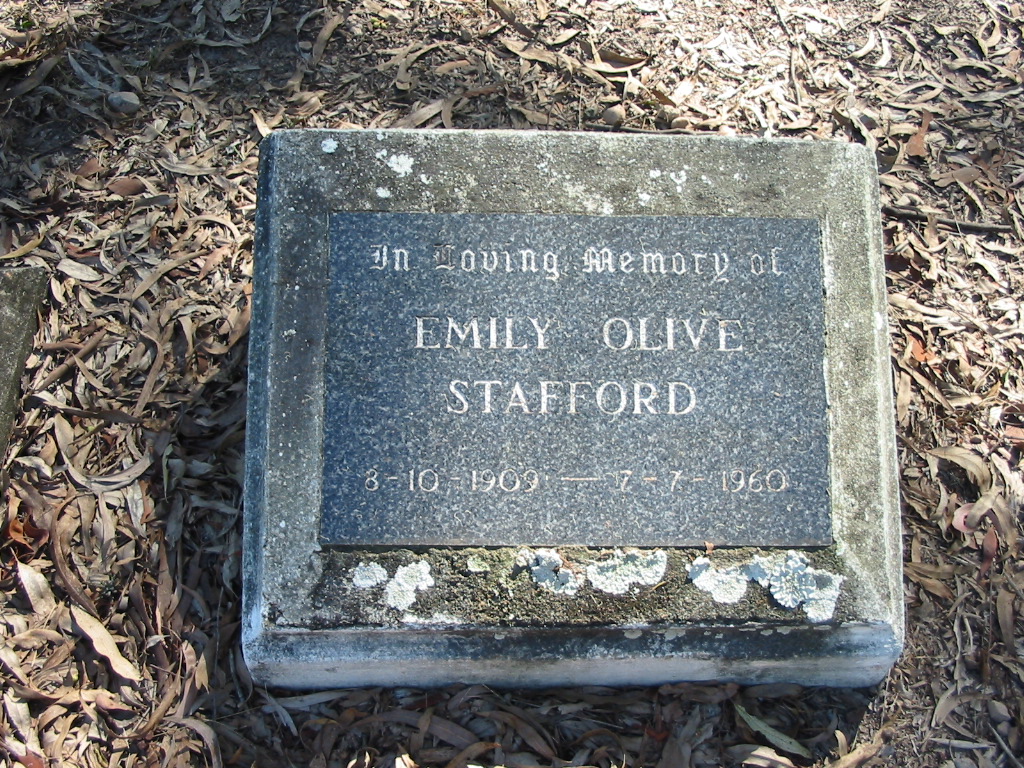 In Loving Memory of
EMILY OLIVE
STAFFORD
8-10-1909 — 7-7-1960